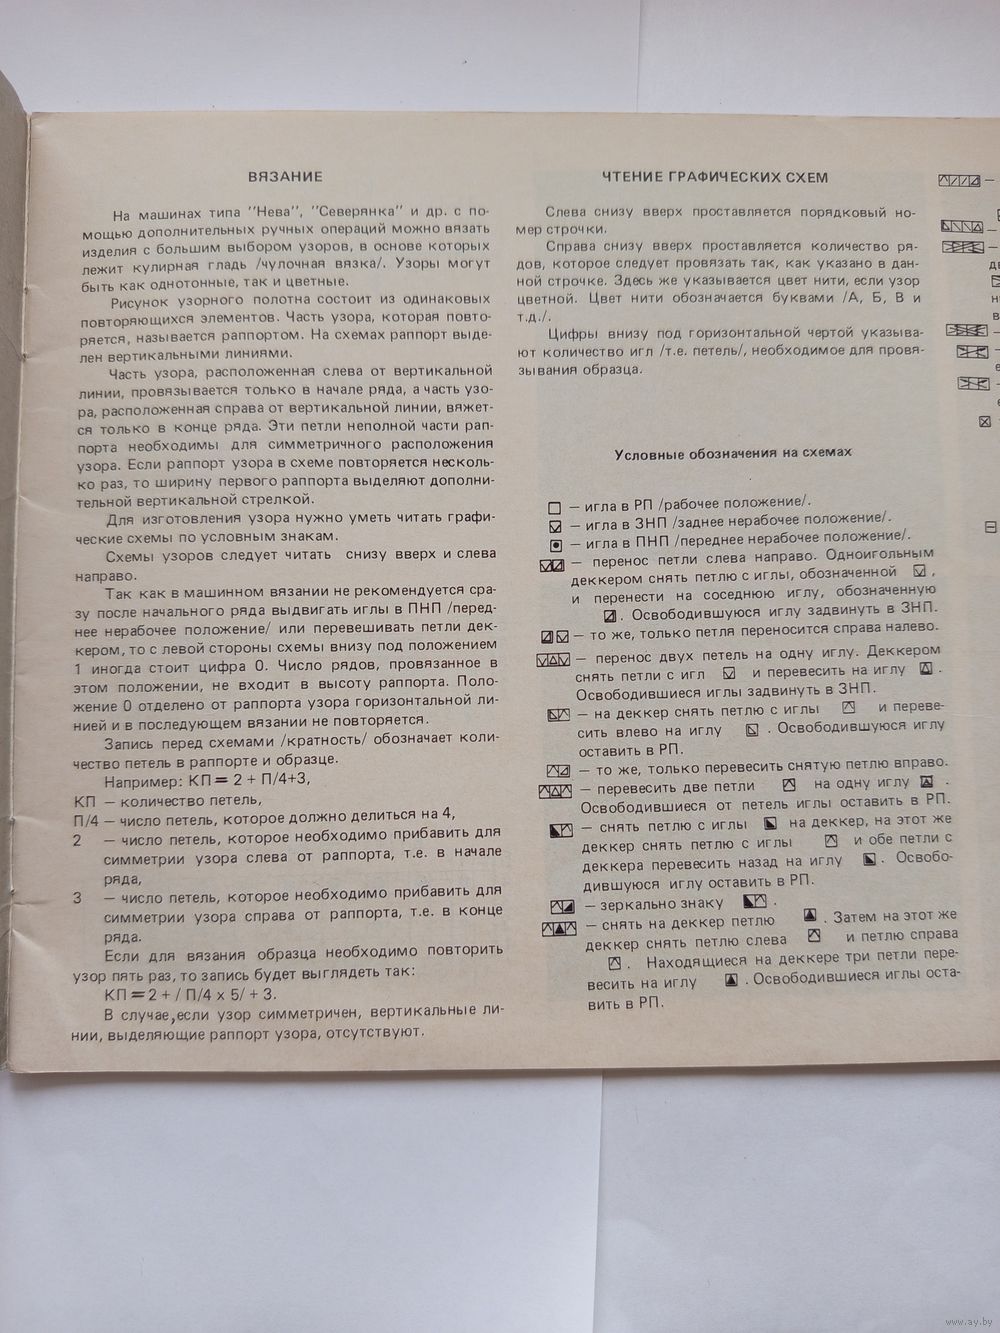 ВЯЗАНИЕ
На машинах типа "Нева", "Северянка" и др. с по-
мощью дополнительных ручных операций можно вязать
изделия с большим выбором узоров, в основе которых
лежит кулирная гладь /чулочная вязка/. Узоры могут
быть как однотонные, так и цветные.
Рисунок узорного полотна состоит из одинаковых
повторяющихся элементов. Часть узора, которая повто-
ряется, называется раппортом. На схемах раппорт выде-
лен вертикальными линиями.
Часть узора, расположенная слева от вертикальной
линии, провязывается только в начале ряда, а часть узо-
ра, расположенная справа от вертикальной линии, вяжет-
ся только в конце ряда. Эти петли неполной части рап-
порта необходимы для симметричного расположения
узора. Если раппорт узора в схеме повторяется несколь-
ко раз, то ширину первого раппорта выделяют дополни-
тельной вертикальной стрелкой.
Для изготовления узора нужно уметь читать графи-
ческие схемы по условным знакам.
Схемы узоров следует читать снизу вверх и слева
направо.
Так как в машинном вязании не рекомендуется сра-
зу после начального ряда выдвигать иглы в ПНП /перед-
нее нерабочее положение/ или перевешивать петли дек-
кером, то с левой стороны схемы внизу под положением
1 иногда стоит цифра 0. Число рядов, провязанное в
этом положении, не входит в высоту раппорта. Поло-
жение 0 отделено от раппорта узора горизонтальной ли-
нией и в последующем вязании не повторяется.
Запись перед схемами /кратность/ обозначает коли-
чество петель в раппорте и образце.
Например: КП = 2 + П/4+3,
КП — количество петель,
П/4 — число петель, которое должно делиться на 4,
2 — число петель, которое необходимо прибавить для
симметрии узора слева от раппорта, т.е. в начале
ряда,
3 — число петель, которое необходимо прибавить для
симметрии узора справа от раппорта, т.е. в конце
ряда.
Если для вязания образца необходимо повторить
узор пять раз, то запись будет выглядеть так:
КП = 2 + / П/4 x 5/ + 3.
В случае,если узор симметричен, вертикальные ли-
нии, выделяющие раппорт узора, отсутствуют.
ЧТЕНИЕ ГРАФИЧЕСКИХ СХЕМ
Слева снизу вверх проставляется порядковый но-
мер строчки.
Справа снизу вверх проставляется количество ря-
дов, которое следует провязать так, как указано в дан-
ной строчке. Здесь же указывается цвет нити, если узор
цветной. Цвет нити обозначается буквами /А, Б, В и
т.д./.
Цифры внизу под горизонтальной чертой указыва-
ют количество игл /т.е. петель/, необходимое для провя-
зывания образца.
Условные обозначения на схемах
— игла в РП /рабочее положение/.
— игла в ЗНП /заднее нерабочее положение/.
— игла в ПНП /переднее нерабочее положение/.
— перенос петли слева направо. Одноигольным
деккером снять петлю с иглы, обозначенной ,
и перенести на соседнюю иглу, обозначенную
. Освободившуюся иглу задвинуть в ЗНП.
— то же, только петля переносится справа налево.
— перенос двух петель на одну иглу. Деккером
снять петли с игл и перевесить на иглу .
Освободившиеся иглы задвинуть в ЗНП.
— на деккер снять петлю с иглы и переве-
сить влево на иглу . Освободившуюся иглу
оставить в РП.
— то же, только перевесить снятую петлю вправо.
— перевесить две петли на одну иглу .
Освободившиеся от петель иглы оставить в РП.
— снять петлю с иглы на деккер, на этот же
деккер снять петлю с иглы и обе петли с
деккера перевесить назад на иглу . Освобо-
дившуюся иглу оставить в РП.
— зеркально знаку .
— снять на деккер петлю . Затем на этот же
деккер снять петлю слева и петлю справа
. Находящиеся на деккере три петли пере-
весить на иглу . Освободившиеся иглы оста-
вить в РП.
www.ay.by